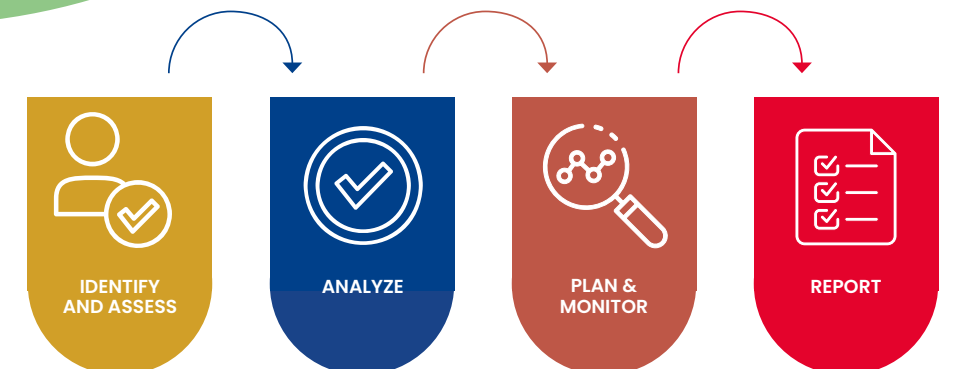 IDENTIFY
AND ASSESS
ANALYZE
PLAN &
MONITOR
REPORT